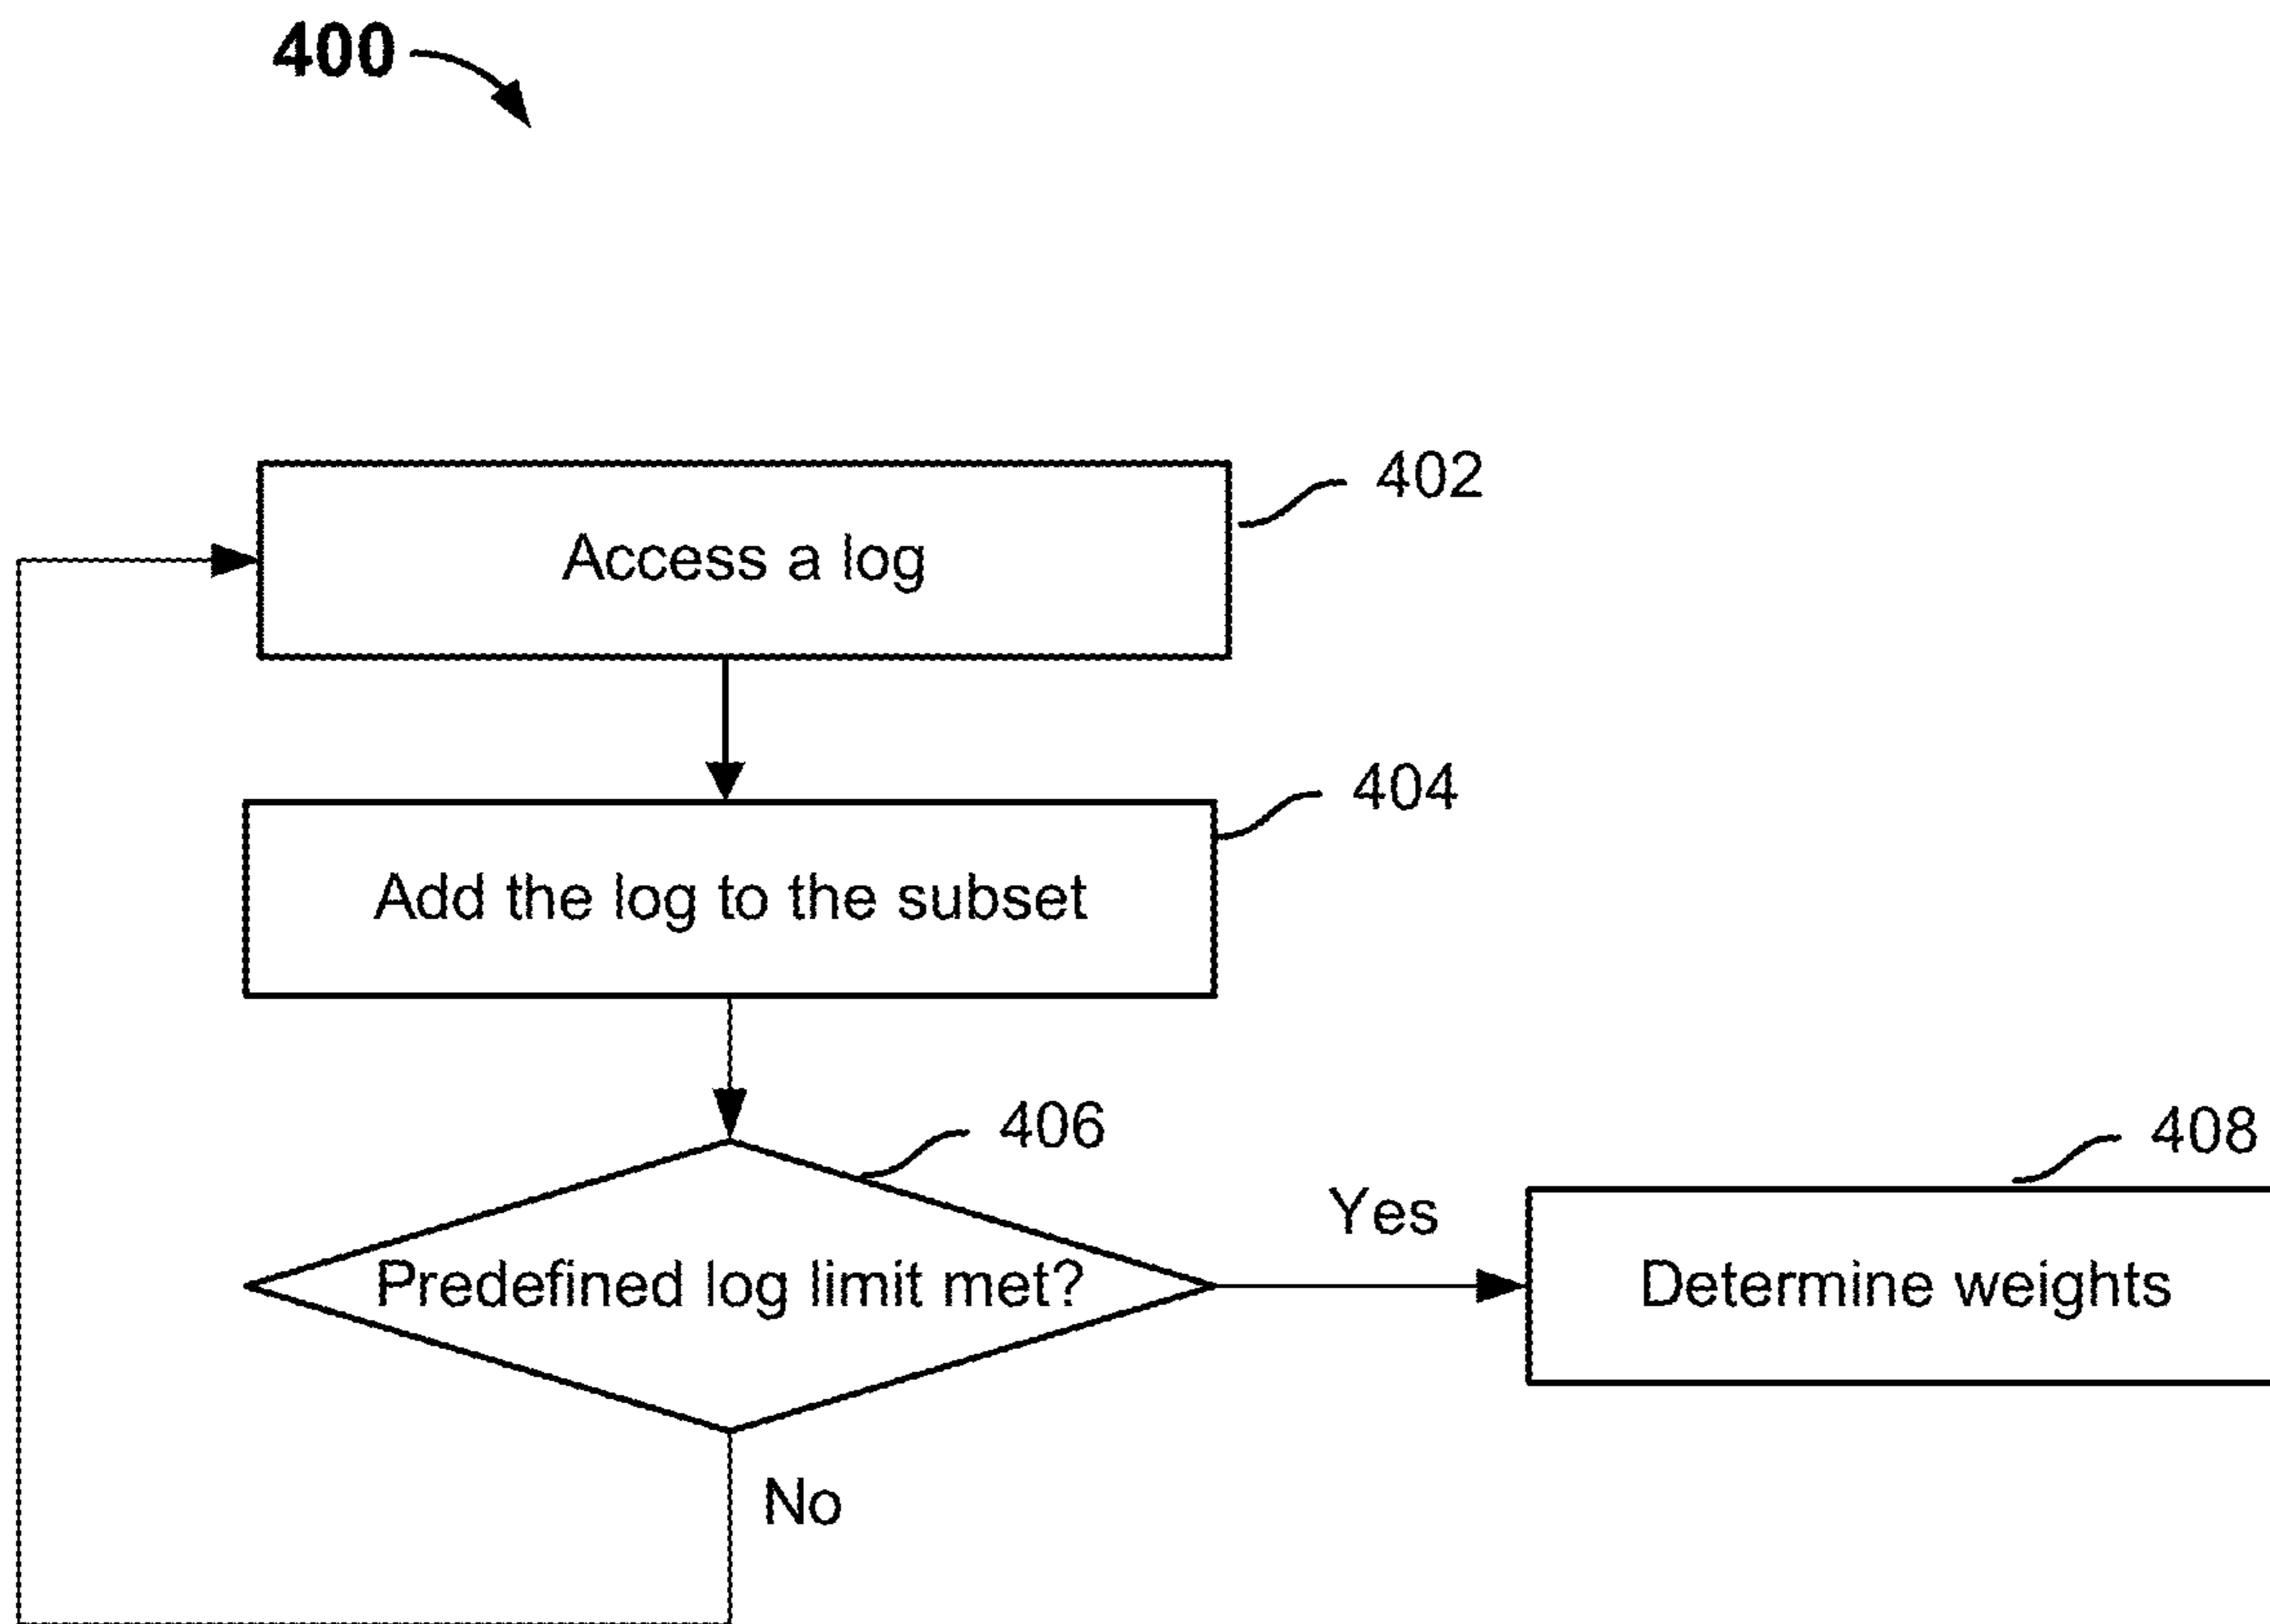 400
402
Access a log
404
Add the log to the subset
406
408
Yes
Predefined log limit met?
Determine weights
No